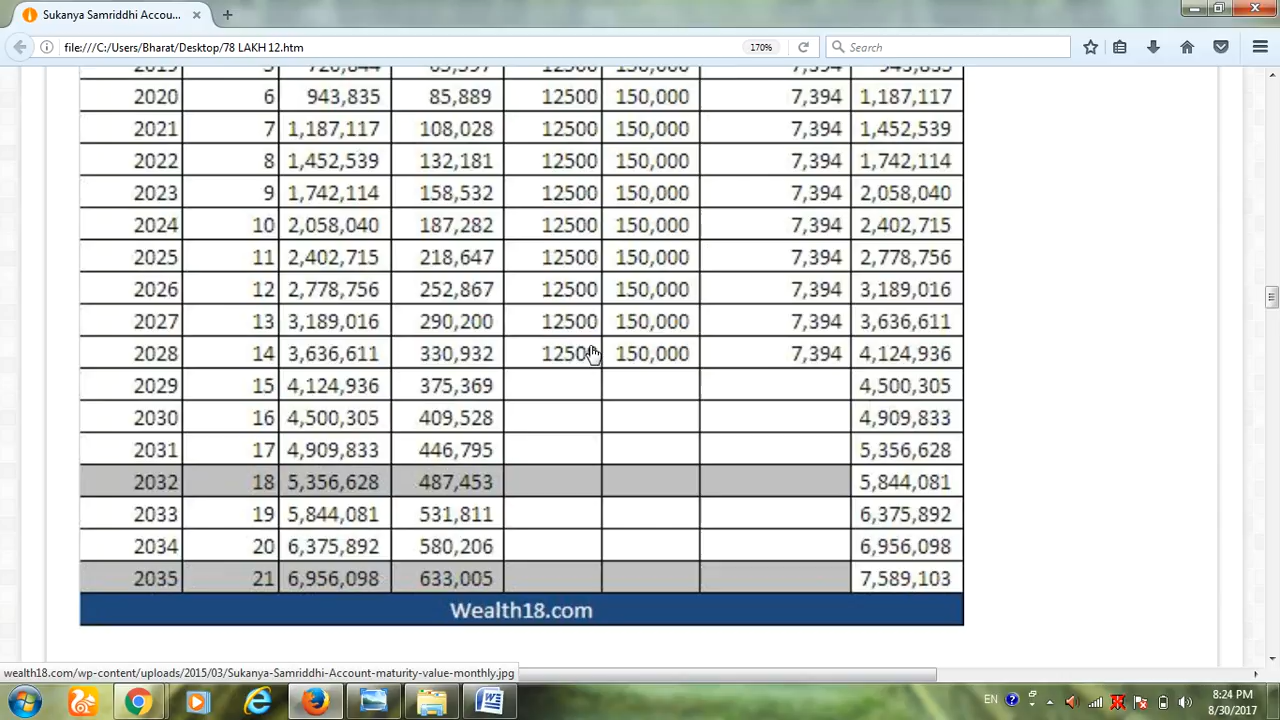 Sukanya Samriddhi Accou...
file:///C:/Users/Bharat/Desktop/78 LAKH 12.htm 170% Search
2020 6 943,835 85,889 12500 150,000 7,394 1,187,117
2021 7 1,187,117 108,028 12500 150,000 7,394 1,452,539
2022 8 1,452,539 132,181 12500 150,000 7,394 1,742,114
2023 9 1,742,114 158,532 12500 150,000 7,394 2,058,040
2024 10 2,058,040 187,282 12500 150,000 7,394 2,402,715
2025 11 2,402,715 218,647 12500 150,000 7,394 2,778,756
2026 12 2,778,756 252,867 12500 150,000 7,394 3,189,016
2027 13 3,189,016 290,200 12500 150,000 7,394 3,636,611
2028 14 3,636,611 330,932 12500 150,000 7,394 4,124,936
2029 15 4,124,936 375,369 4,500,305
2030 16 4,500,305 409,528 4,909,833
2031 17 4,909,833 446,795 5,356,628
2032 18 5,356,628 487,453 5,844,081
2033 19 5,844,081 531,811 6,375,892
2034 20 6,375,892 580,206 6,956,098
2035 21 6,956,098 633,005 7,589,103
Wealth18.com
wealth18.com/wp-content/uploads/2015/03/Sukanya-Samriddhi-Account-maturity-value-monthly.jpg
EN 8:24 PM
8/30/2017